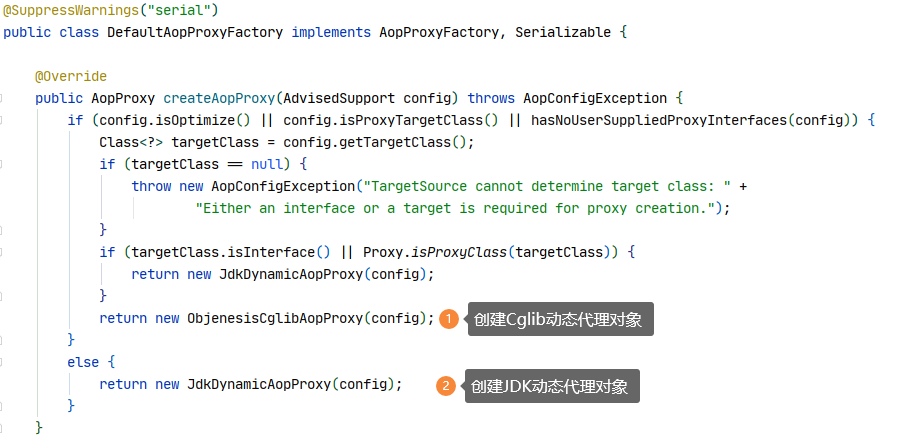 @SuppressWarnings("serial")
public class DefaultAopProxyFactory implements AopProxyFactory, Serializable {
@Override
public AopProxy createAopProxy(AdvisedSupport config) throws AopConfigException {
if (config.isOptimize() || config.isProxyTargetClass() || hasNoUserSuppliedProxyInterfaces(config)) {
Class<?> targetClass = config.getTargetClass();
if (targetClass == null) {
throw new AopConfigException("TargetSource cannot determine target class: " +
"Either an interface or a target is required for proxy creation.");
}
if (targetClass.isInterface() || Proxy.isProxyClass(targetClass)) {
return new JdkDynamicAopProxy(config);
}
return new ObjenesisCglibAopProxy(config); 1 创建Cglib动态代理对象
}
else {
return new JdkDynamicAopProxy(config); 2 创建JDK动态代理对象
}
}